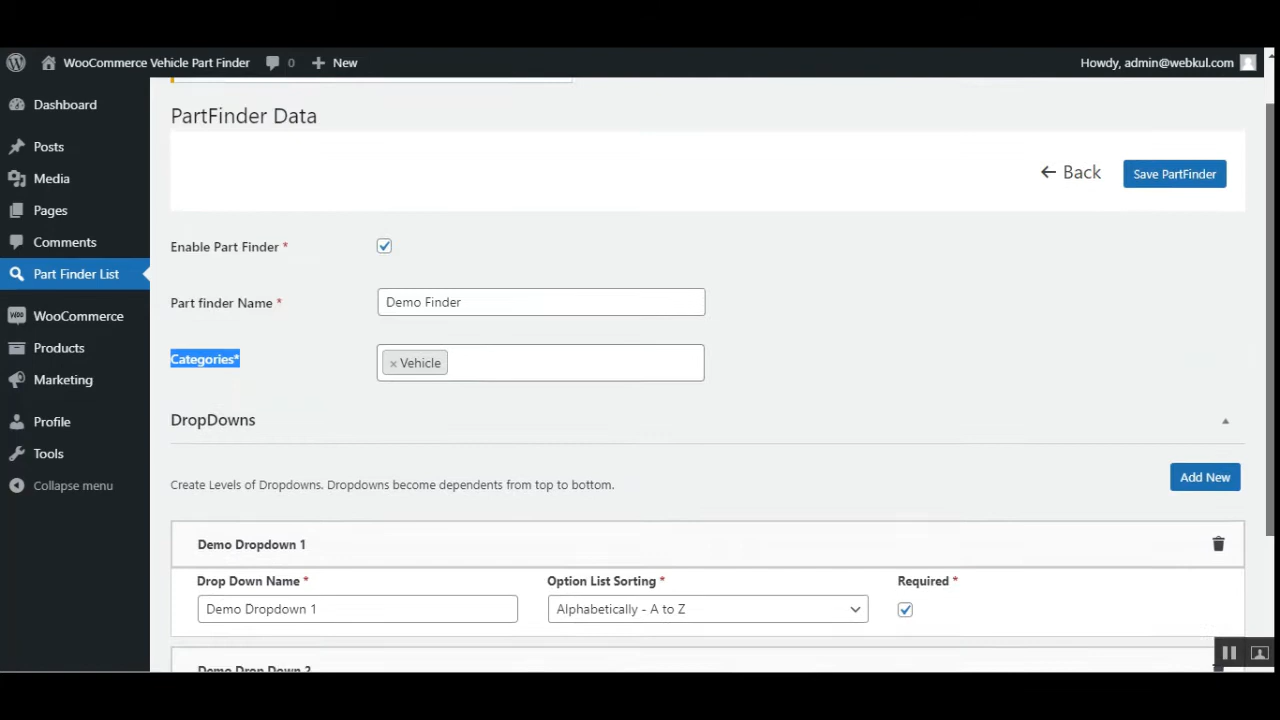 WooCommerce Vehicle Part Finder 0 New Howdy, admin@webkul.com
Dashboard
Posts
Media
Pages
Comments
Part Finder List
WooCommerce
Products
Marketing
Profile
Tools
Collapse menu
PartFinder Data
← Back Save PartFinder
Enable Part Finder *
Part finder Name * Demo Finder
Categories* × Vehicle
DropDowns
Create Levels of Dropdowns. Dropdowns become dependents from top to bottom. Add New
Demo Dropdown 1
Drop Down Name * Option List Sorting * Required *
Demo Dropdown 1 Alphabetically - A to Z
Demo Drop Down 2